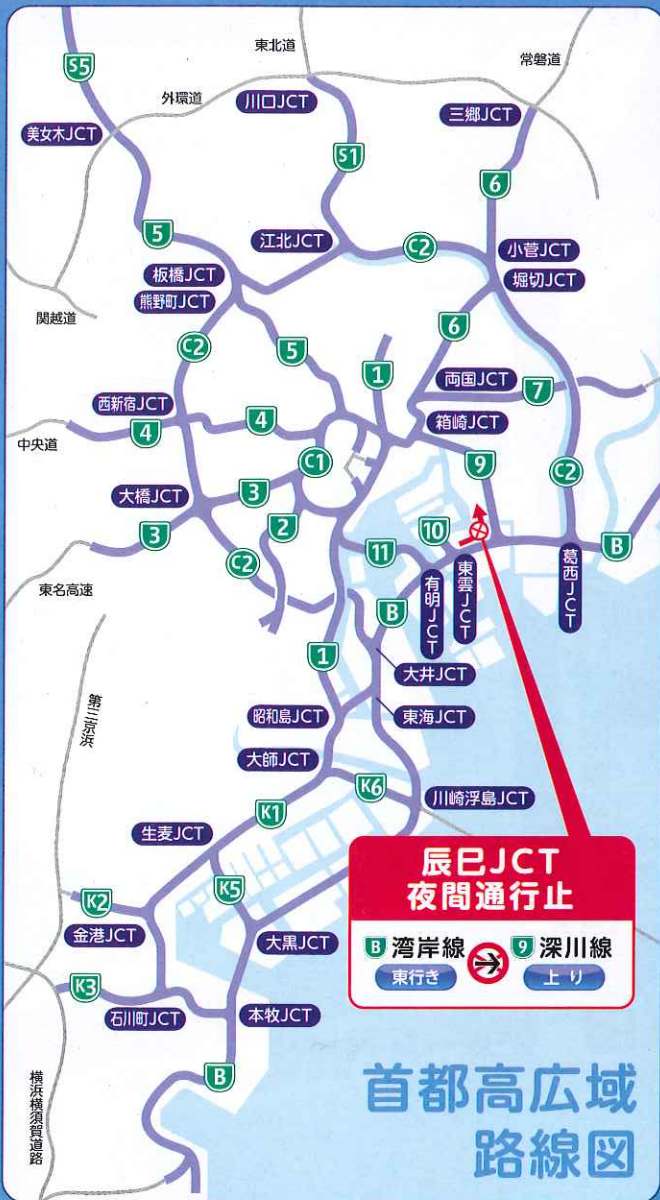 東北道
常磐道
S5
外環道
川口JCT
三郷JCT
美女木JCT
S1
6
5
江北JCT
C2
小菅JCT
板橋JCT
堀切JCT
熊野町JCT
関越道
6
C2
5
1
両国JCT
7
西新宿JCT
箱崎JCT
4
4
中央道
C1
9
C2
大橋JCT
3
3
2
10
B
11
C2
東名高速
有明JCT
東雲JCT
葛西JCT
B
1
大井JCT
第三京浜
昭和島JCT
東海JCT
大師JCT
K6
川崎浮島JCT
K1
生麦JCT
辰巳JCT
夜間通行止
K5
K2
金港JCT
大黒JCT
B 湾岸線
9 深川線
東行き
上り
K3
石川町JCT
本牧JCT
B
横浜横須賀道路
首都高広域
路線図